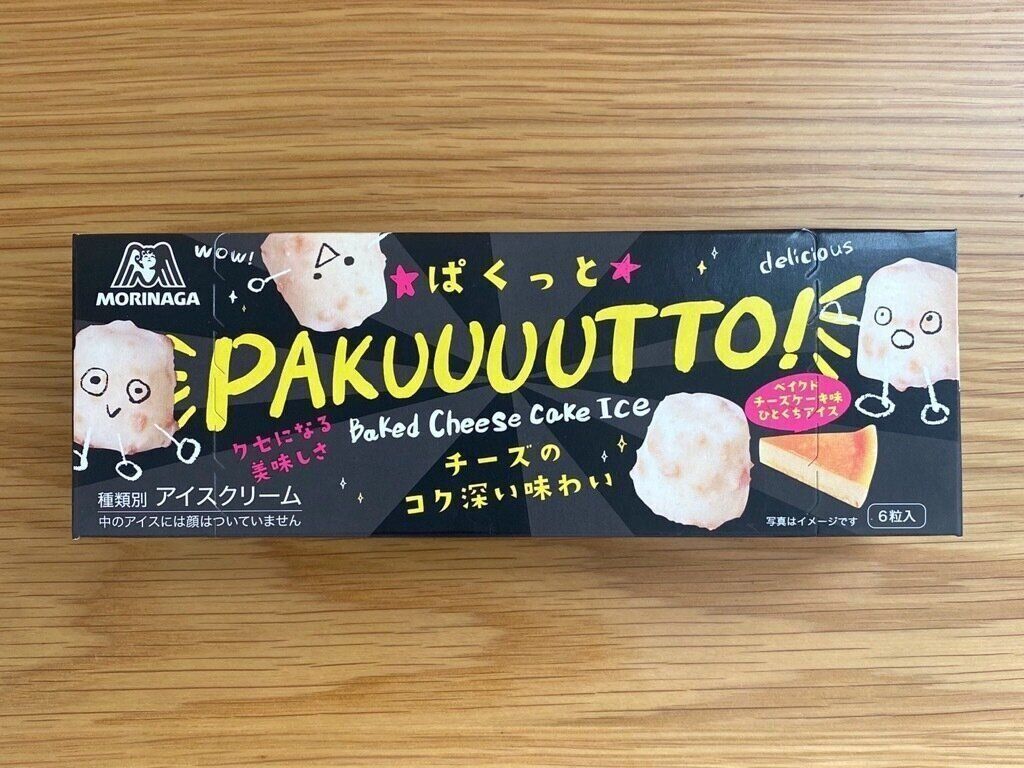 MORINAGA
wow!
★ぱくっと★
delicious
PAKUUUUTTO!
Baked Cheese Cake Ice
クセになる
美味しさ
チーズの
コク深い味わい
ベイクド
チーズケーキ味
ひとくちアイス
種類別 アイスクリーム
中のアイスには顔はついていません
写真はイメージです
6粒入